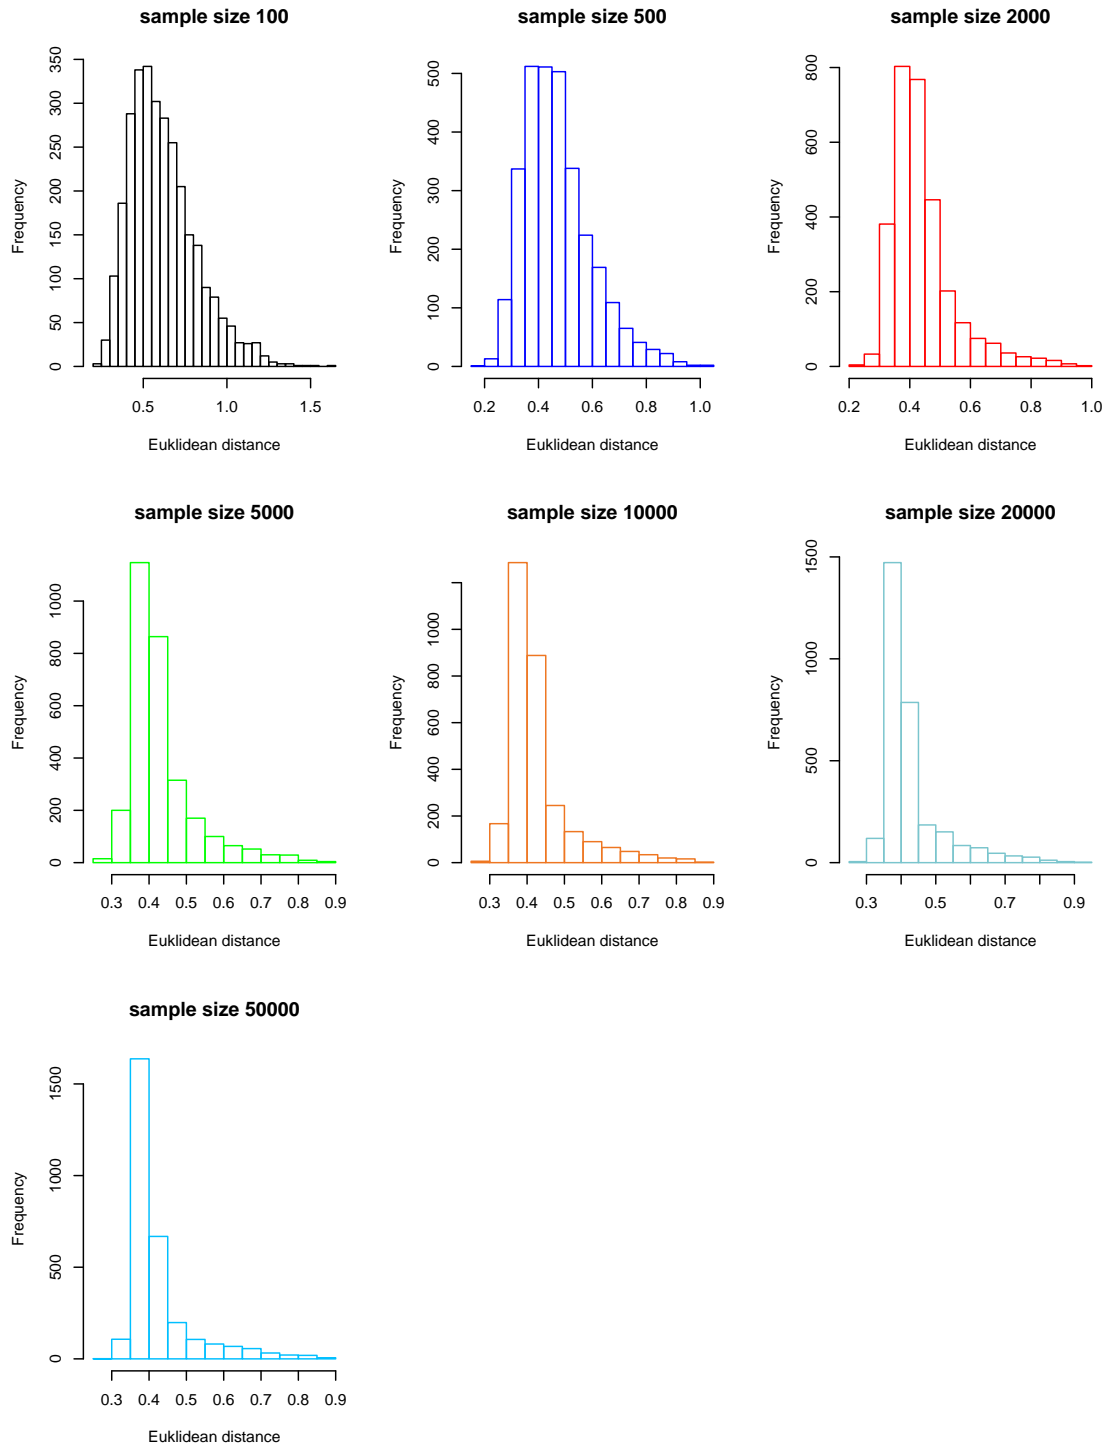 sample size 100
Frequency
0 50 100 150 200 250 300 350
0.5 1.0 1.5
Euklidean distance
sample size 500
Frequency
0 100 200 300 400 500
0.2 0.4 0.6 0.8 1.0
Euklidean distance
sample size 2000
Frequency
0 200 400 600 800
0.2 0.4 0.6 0.8 1.0
Euklidean distance
sample size 5000
Frequency
0 200 400 600 800 1000
0.3 0.4 0.5 0.6 0.7 0.8 0.9
Euklidean distance
sample size 10000
Frequency
0 200 400 600 800 1000
0.3 0.4 0.5 0.6 0.7 0.8 0.9
Euklidean distance
sample size 20000
Frequency
0 500 1000 1500
0.3 0.5 0.7 0.9
Euklidean distance
sample size 50000
Frequency
0 500 1000 1500
0.3 0.4 0.5 0.6 0.7 0.8 0.9
Euklidean distance